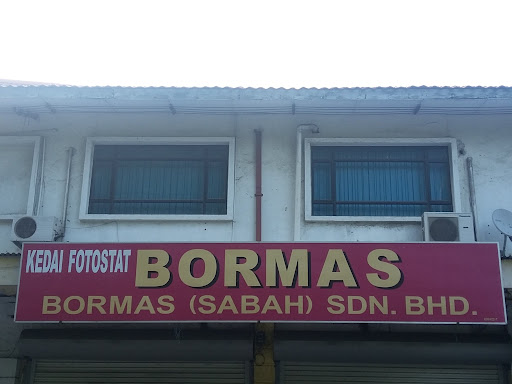 KEDAI FOTOSTAT BORMAS
BORMAS (SABAH) SDN. BHD.